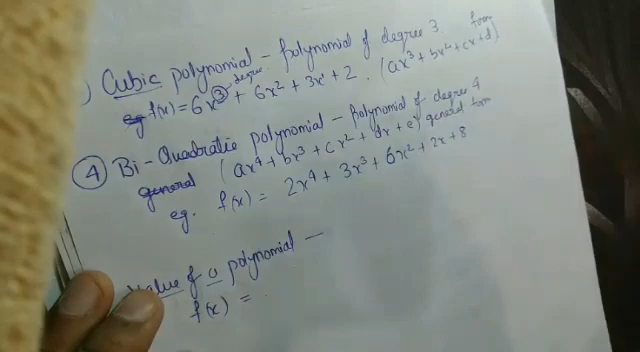 ) Cubic polynomial - Polynomial of degree 3 form
eg f(x) = 6x³ degree + 6x² + 3x¹ + 2 . (ax³ + bx² + cx + d)
④ Bi - Quadratic polynomial - Polynomial of degree 4
general (ax⁴ + bx³ + cx² + dx + e) general form
eg. f(x) = 2x⁴ + 3x³ + 6x² + 2x + 8
Value of a polynomial —
f(x) =